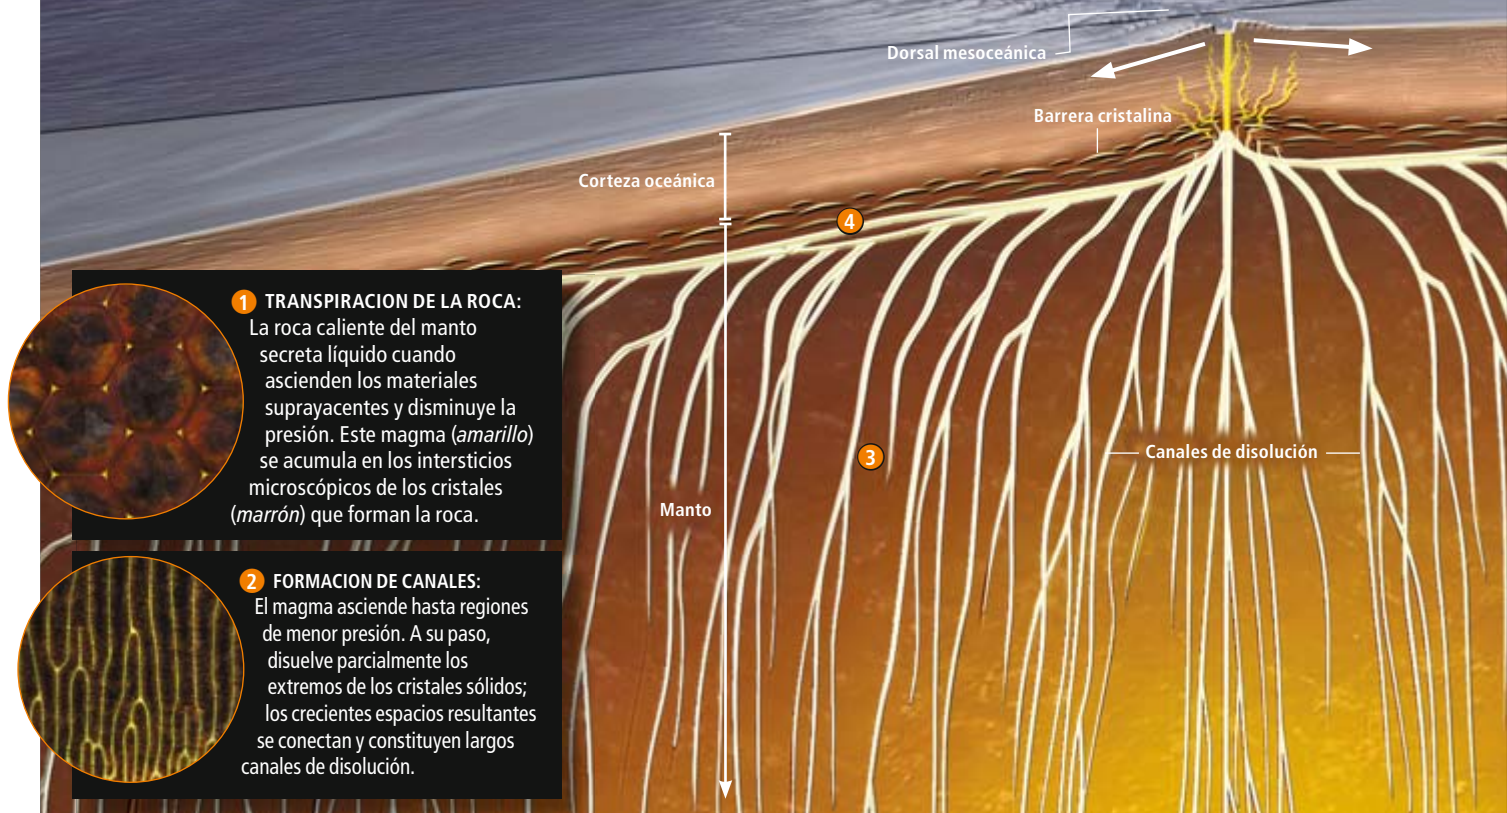 Dorsal mesoceánica
Barrera cristalina
Corteza oceánica
4
1 TRANSPIRACION DE LA ROCA:
La roca caliente del manto
secreta líquido cuando
ascienden los materiales
suprayacentes y disminuye la
presión. Este magma (amarillo)
se acumula en los intersticios
microscópicos de los cristales
(marrón) que forman la roca.
3
Canales de disolución
Manto
2 FORMACION DE CANALES:
El magma asciende hasta regiones
de menor presión. A su paso,
disuelve parcialmente los
extremos de los cristales sólidos;
los crecientes espacios resultantes
se conectan y constituyen largos
canales de disolución.